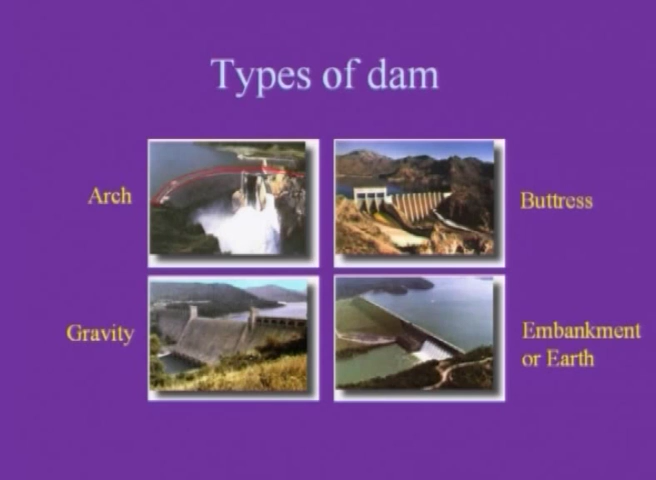 Types of dam
Arch
Buttress
Gravity
Embankment
or Earth